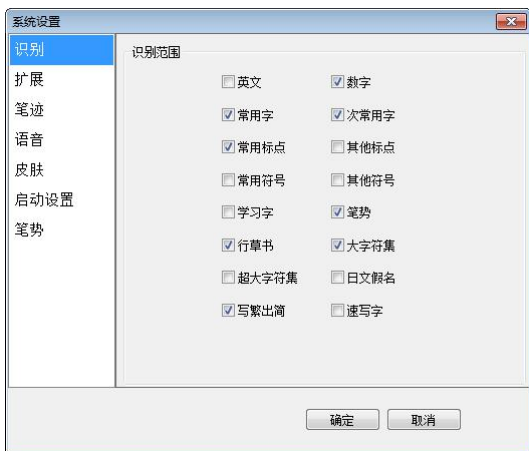 系统设置
识别
扩展
笔迹
语音
皮肤
启动设置
笔势
识别范围
英文 数字
常用字 次常用字
常用标点 其他标点
常用符号 其他符号
学习字 笔势
行草书 大字符集
超大字符集 日文假名
写繁出简 速写字
确定 取消